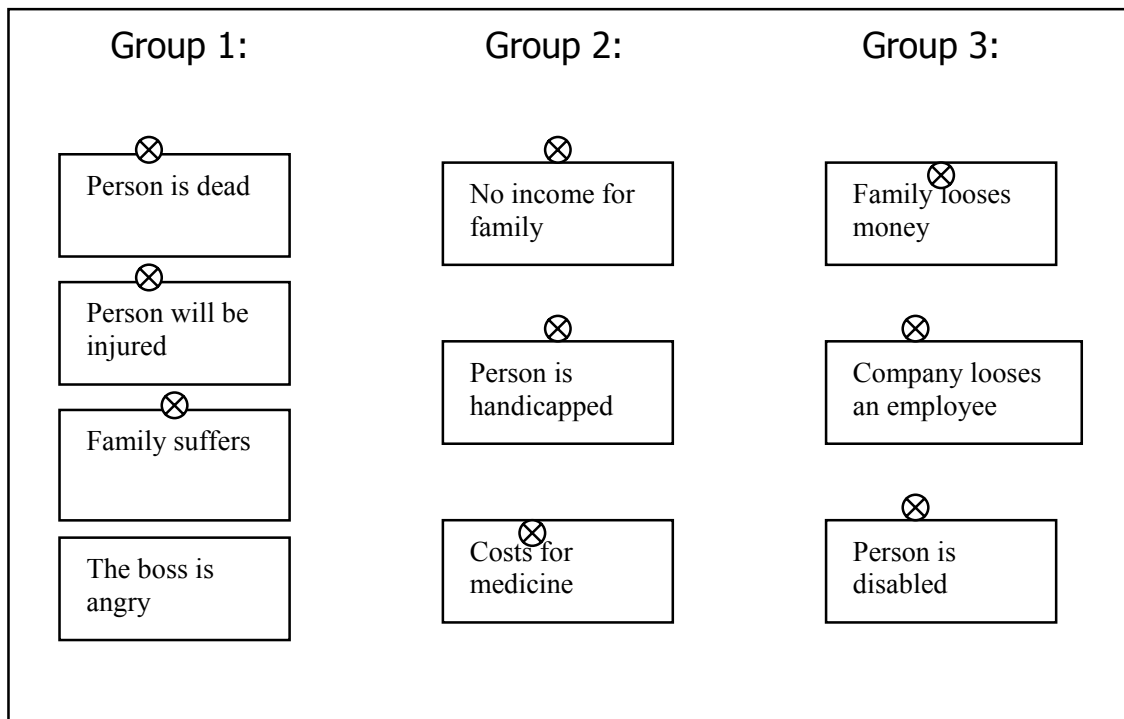 Group 1:
Person is dead
Person will be
injured
Family suffers
The boss is
angry
Group 2:
No income for
family
Person is
handicapped
Costs for
medicine
Group 3:
Family looses
money
Company looses
an employee
Person is
disabled